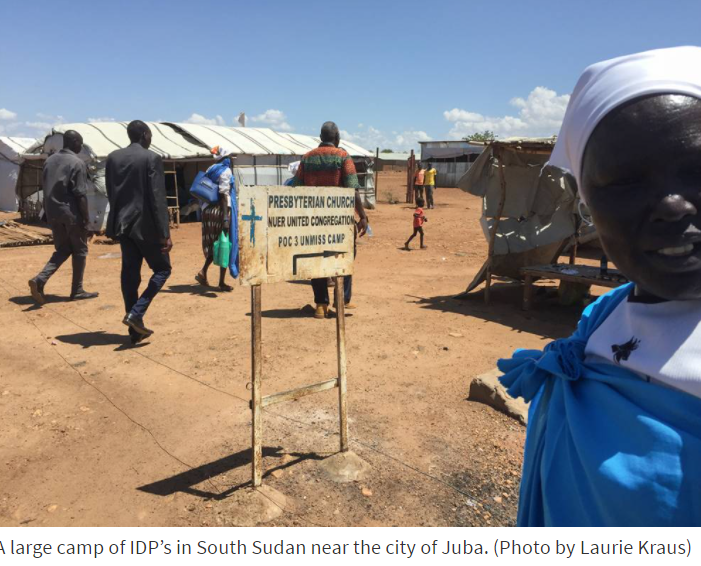 PRESBYTERIAN CHURCH
NUER UNITED CONGREGATION
POC 3 UNMISS CAMP
A large camp of IDP’s in South Sudan near the city of Juba. (Photo by Laurie Kraus)